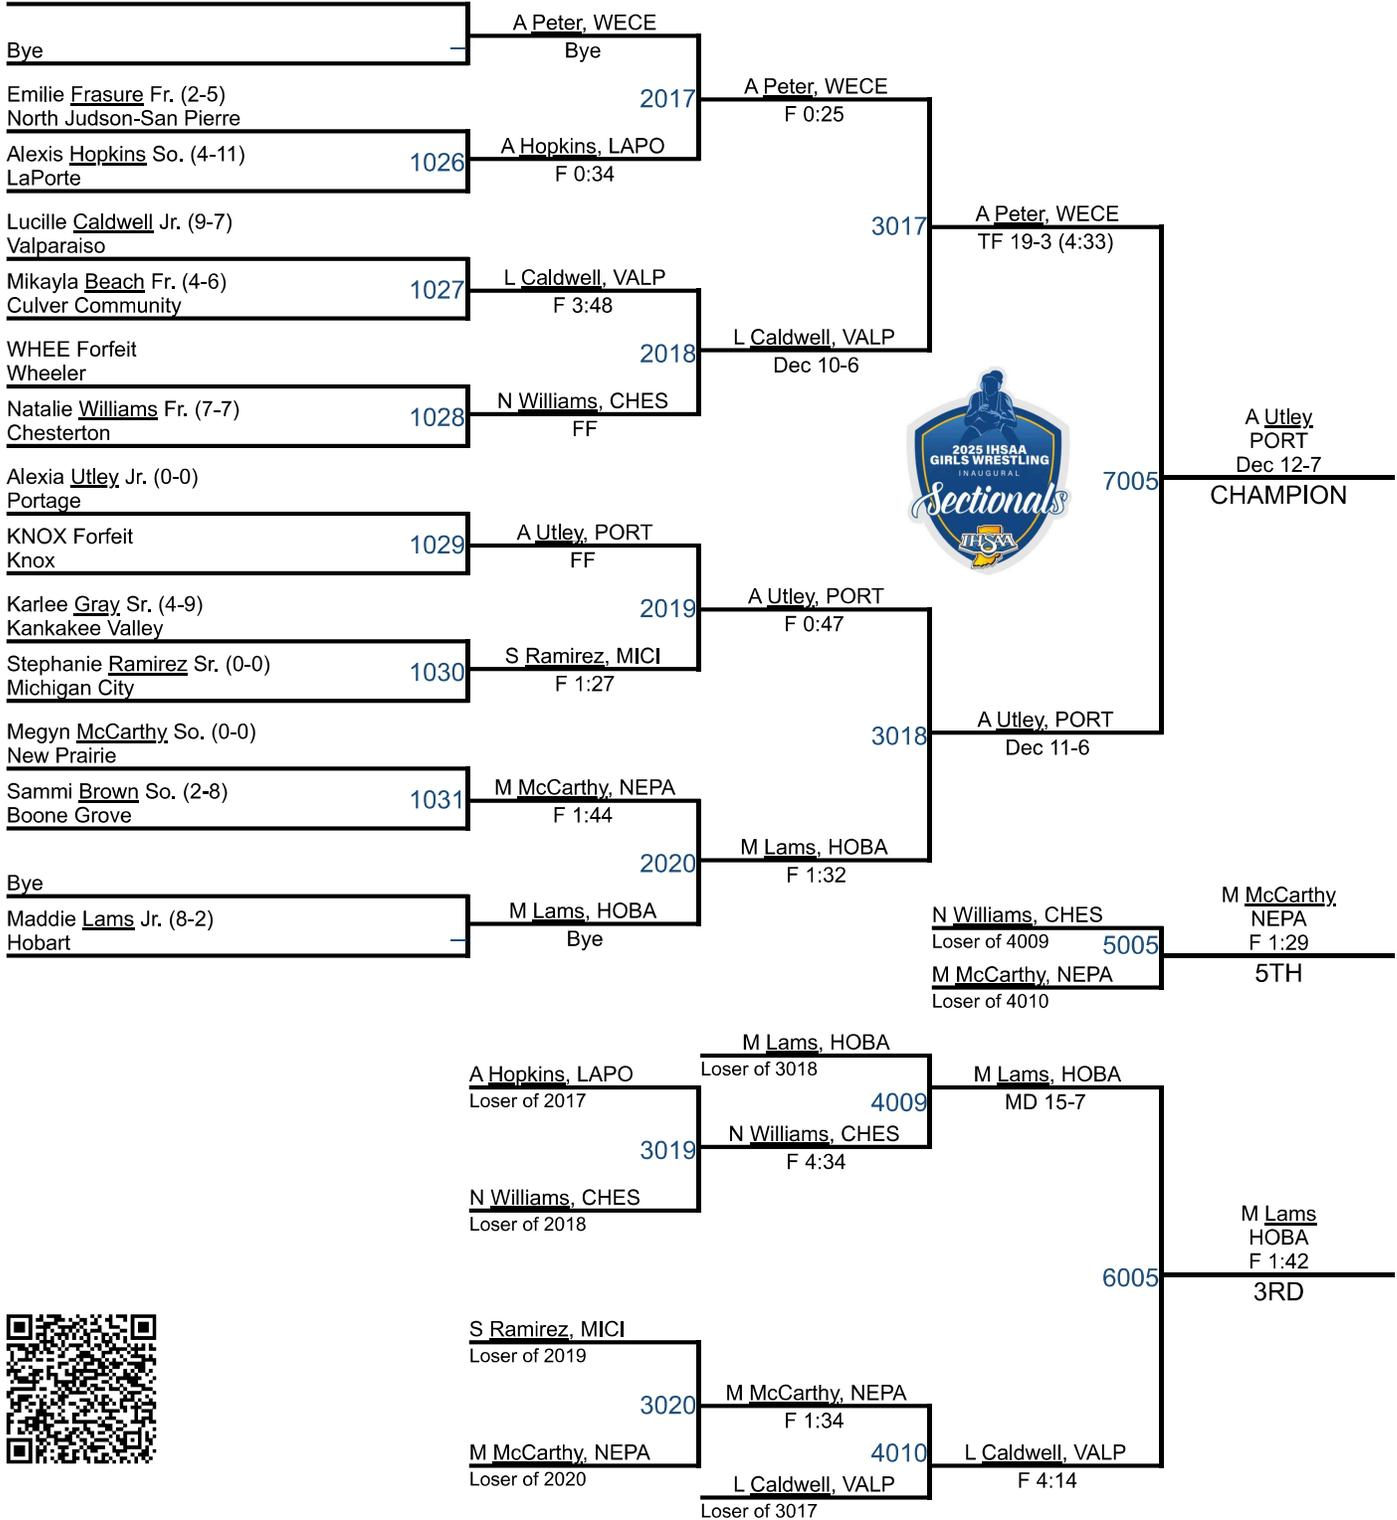 Bye
Emilie Frasure Fr. (2-5)
North Judson-San Pierre
Alexis Hopkins So. (4-11)
LaPorte
1026
Lucille Caldwell Jr. (9-7)
Valparaiso
Mikayla Beach Fr. (4-6)
Culver Community
1027
WHEE Forfeit
Wheeler
Natalie Williams Fr. (7-7)
Chesterton
1028
Alexia Utley Jr. (0-0)
Portage
KNOX Forfeit
Knox
1029
Karlee Gray Sr. (4-9)
Kankakee Valley
Stephanie Ramirez Sr. (0-0)
Michigan City
1030
Megyn McCarthy So. (0-0)
New Prairie
Sammi Brown So. (2-8)
Boone Grove
1031
Bye
Maddie Lams Jr. (8-2)
Hobart
A Peter, WECE
Bye
2017
A Hopkins, LAPO
F 0:34
L Caldwell, VALP
F 3:48
2018
N Williams, CHES
FF
A Utley, PORT
FF
2019
S Ramirez, MICI
F 1:27
M McCarthy, NEPA
F 1:44
2020
M Lams, HOBA
Bye
A Peter, WECE
F 0:25
3017
L Caldwell, VALP
Dec 10-6
A Utley, PORT
F 0:47
3018
M Lams, HOBA
F 1:32
A Peter, WECE
TF 19-3 (4:33)
2025 IHSAA
GIRLS WRESTLING
INAUGURAL
Sectionals
IHSAA
7005
A Utley, PORT
Dec 11-6
A Utley
PORT
Dec 12-7
CHAMPION
N Williams, CHES
Loser of 4009
5005
M McCarthy, NEPA
Loser of 4010
M McCarthy
NEPA
F 1:29
5TH
A Hopkins, LAPO
Loser of 2017
3019
N Williams, CHES
Loser of 2018
M Lams, HOBA
Loser of 3018
4009
N Williams, CHES
F 4:34
M Lams, HOBA
MD 15-7
6005
M Lams
HOBA
F 1:42
3RD
S Ramirez, MICI
Loser of 2019
3020
M McCarthy, NEPA
Loser of 2020
M McCarthy, NEPA
F 1:34
4010
L Caldwell, VALP
Loser of 3017
L Caldwell, VALP
F 4:14